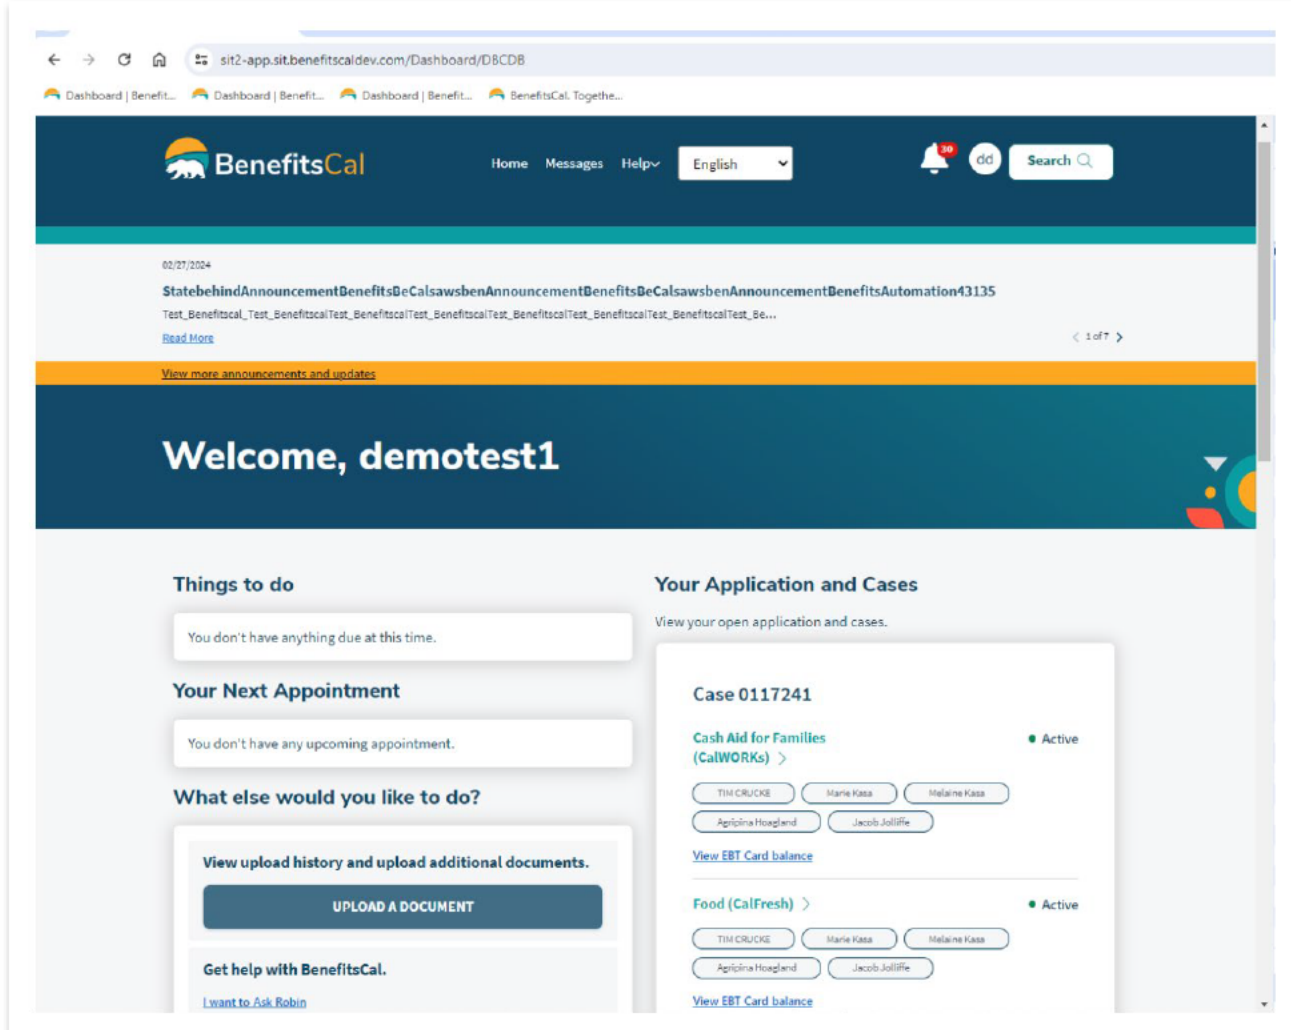 sit2-app.sit.benefitscaldev.com/Dashboard/DBCDB
Dashboard | Benefit... Dashboard | Benefit... Dashboard | Benefit... BenefitsCal. Togethe...
BenefitsCal
Home Messages Help English
30
dd
Search
02/27/2024
StatebehindAnnouncementBenefitsBeCalsawsbenAnnouncementBenefitsBeCalsawsbenAnnouncementBenefitsAutomation43135
Test_Benefitscal_Test_BenefitscalTest_BenefitscalTest_BenefitscalTest_BenefitscalTest_BenefitscalTest_BenefitscalTest_Be...
Read More
1 of 7
View more announcements and updates
Welcome, demotest1
Things to do
You don't have anything due at this time.
Your Next Appointment
You don't have any upcoming appointment.
What else would you like to do?
View upload history and upload additional documents.
UPLOAD A DOCUMENT
Get help with BenefitsCal.
I want to Ask Robin
Your Application and Cases
View your open application and cases.
Case 0117241
Cash Aid for Families
(CalWORKs)
Active
TIM CRUCKE Marie Kasa Melaine Kasa
Agripina Hoagland Jacob Jolliffe
View EBT Card balance
Food (CalFresh)
Active
TIM CRUCKE Marie Kasa Melaine Kasa
Agripina Hoagland Jacob Jolliffe
View EBT Card balance